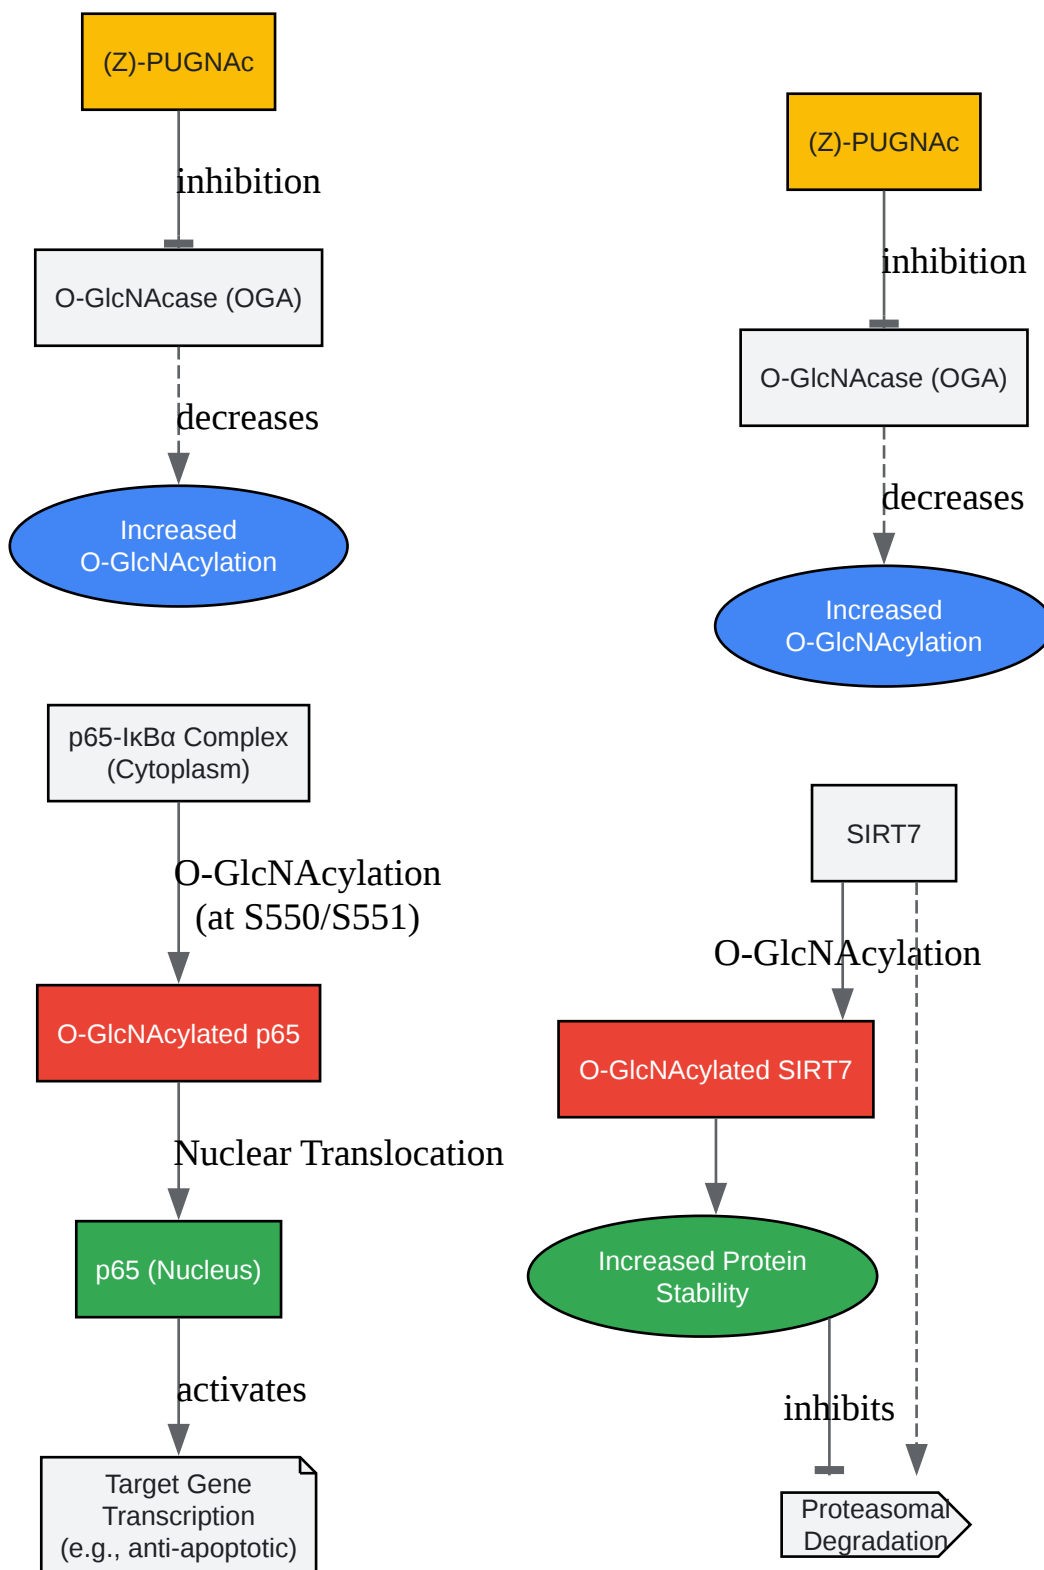 (Z)-PUGNAc
inhibition
O-GlcNAcase (OGA)
decreases
Increased
O-GlcNAcylation
p65-IκBα Complex
(Cytoplasm)
O-GlcNAcylation
(at S550/S551)
O-GlcNAcylated p65
Nuclear Translocation
p65 (Nucleus)
activates
Target Gene
Transcription
(e.g., anti-apoptotic)
(Z)-PUGNAc
inhibition
O-GlcNAcase (OGA)
decreases
Increased
O-GlcNAcylation
SIRT7
O-GlcNAcylation
O-GlcNAcylated SIRT7
Increased Protein
Stability
inhibits
Proteasomal
Degradation